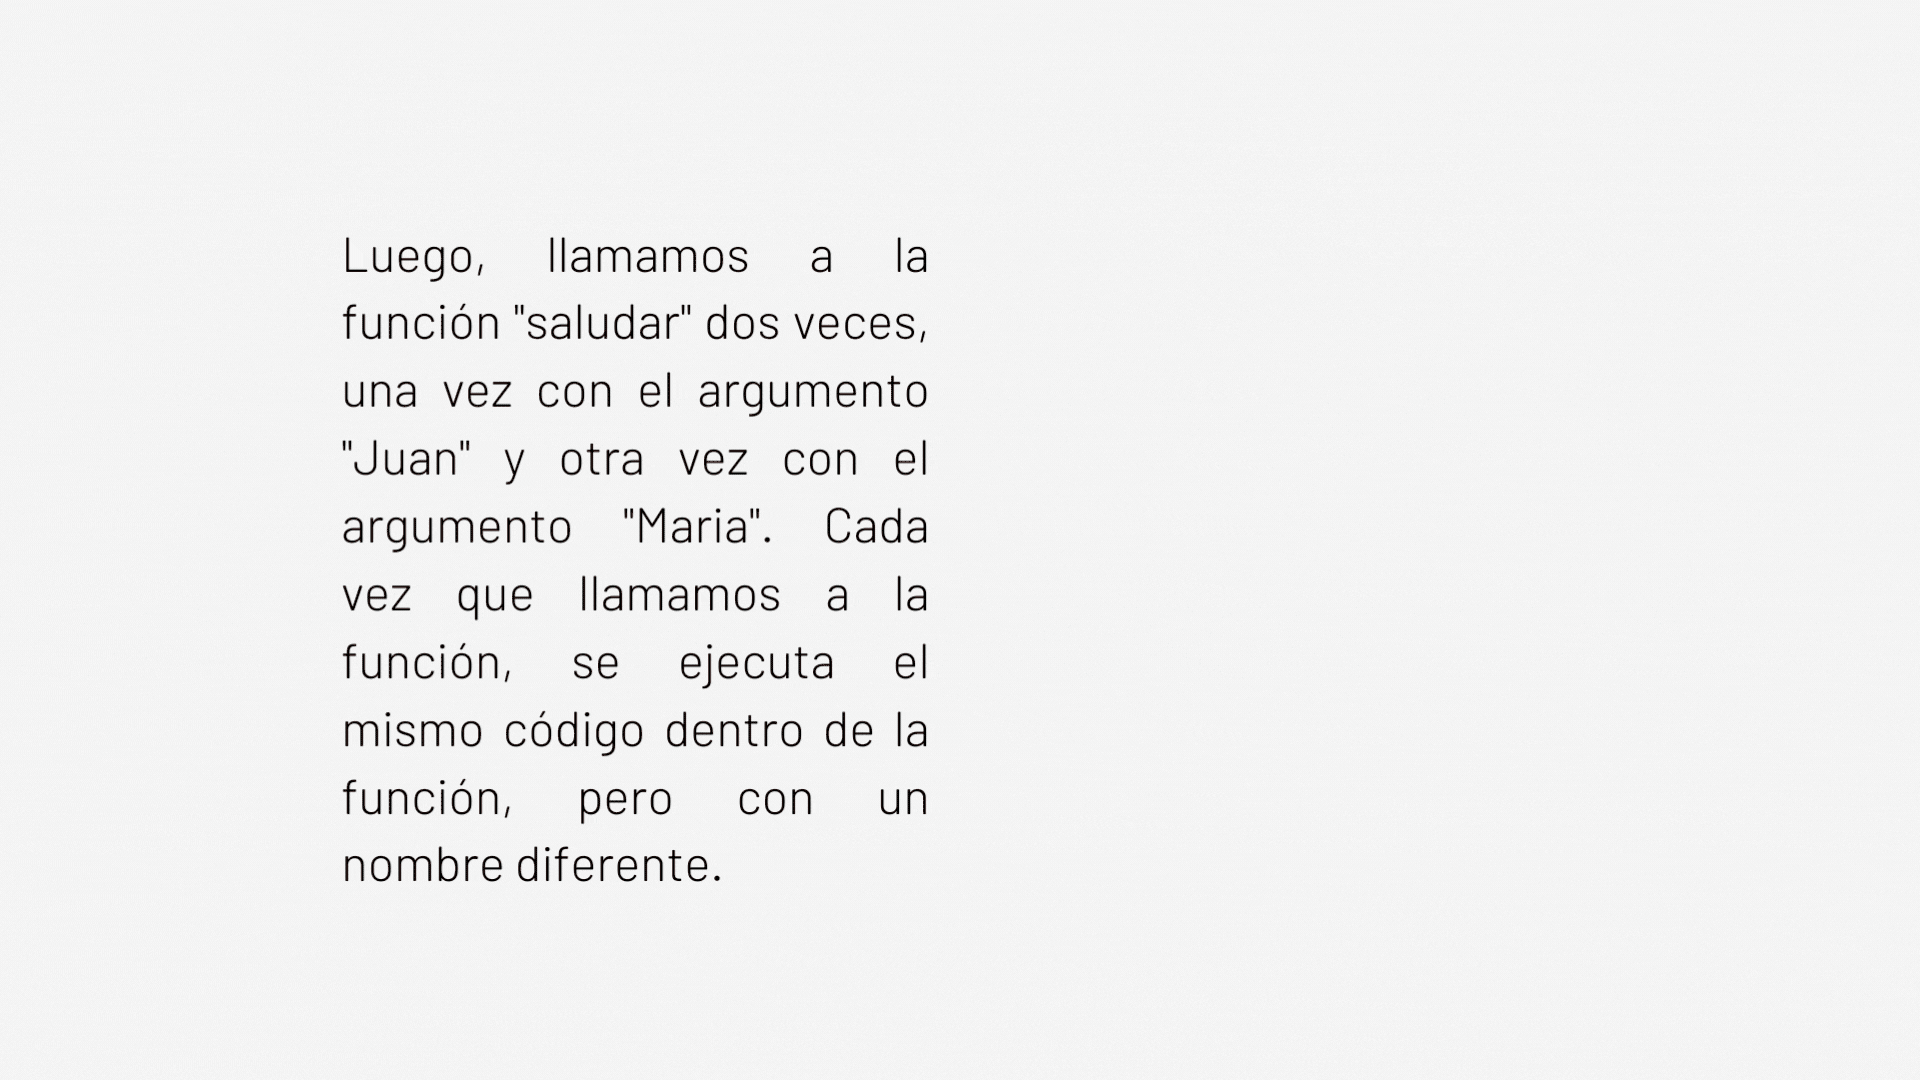 Luego, llamamos a la
función "saludar" dos veces,
una vez con el argumento
"Juan" y otra vez con el
argumento "Maria". Cada
vez que llamamos a la
función, se ejecuta el
mismo código dentro de la
función, pero con un
nombre diferente.